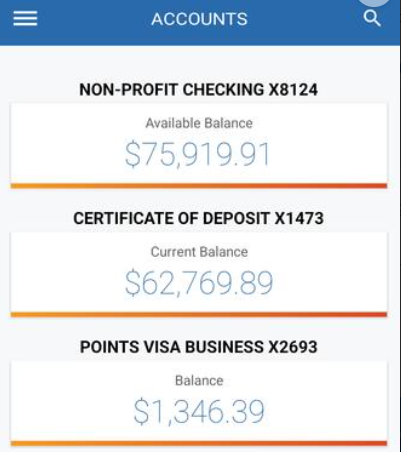 ACCOUNTS
NON-PROFIT CHECKING X8124
Available Balance
$75,919.91
CERTIFICATE OF DEPOSIT X1473
Current Balance
$62,769.89
POINTS VISA BUSINESS X2693
Balance
$1,346.39